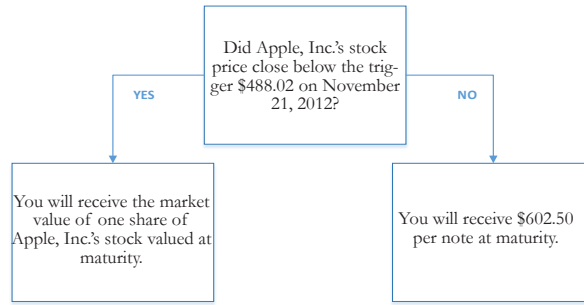 Did Apple, Inc.'s stock
price close below the trig-
ger $488.02 on November
21, 2012?
YES
NO
You will receive the market
value of one share of
Apple, Inc.'s stock valued at
maturity.
You will receive $602.50
per note at maturity.